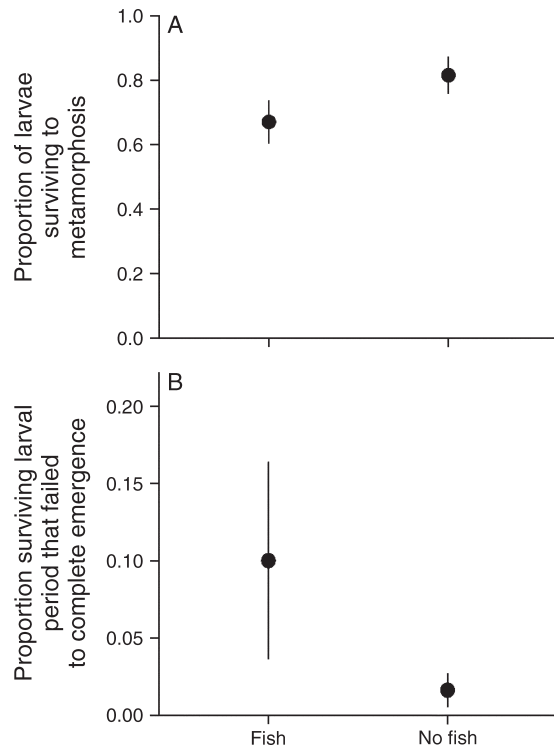 A
Proportion of larvae
surviving to
metamorphosis
1.0
0.8
0.6
0.4
0.2
0.0
B
Proportion surviving larval
period that failed
to complete emergence
0.20
0.15
0.10
0.05
0.00
Fish
No fish